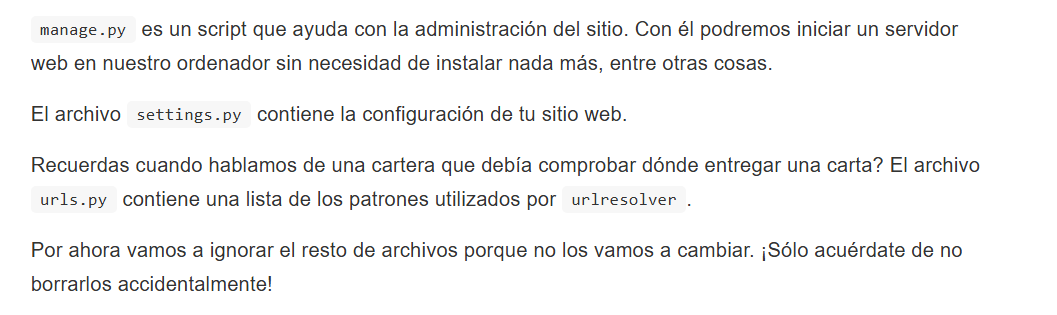 manage.py es un script que ayuda con la administración del sitio. Con él podremos iniciar un servidor
web en nuestro ordenador sin necesidad de instalar nada más, entre otras cosas.
El archivo settings.py contiene la configuración de tu sitio web.
Recuerdas cuando hablamos de una cartera que debía comprobar dónde entregar una carta? El archivo
urls.py contiene una lista de los patrones utilizados por urlresolver .
Por ahora vamos a ignorar el resto de archivos porque no los vamos a cambiar. ¡Sólo acuérdate de no
borrarlos accidentalmente!